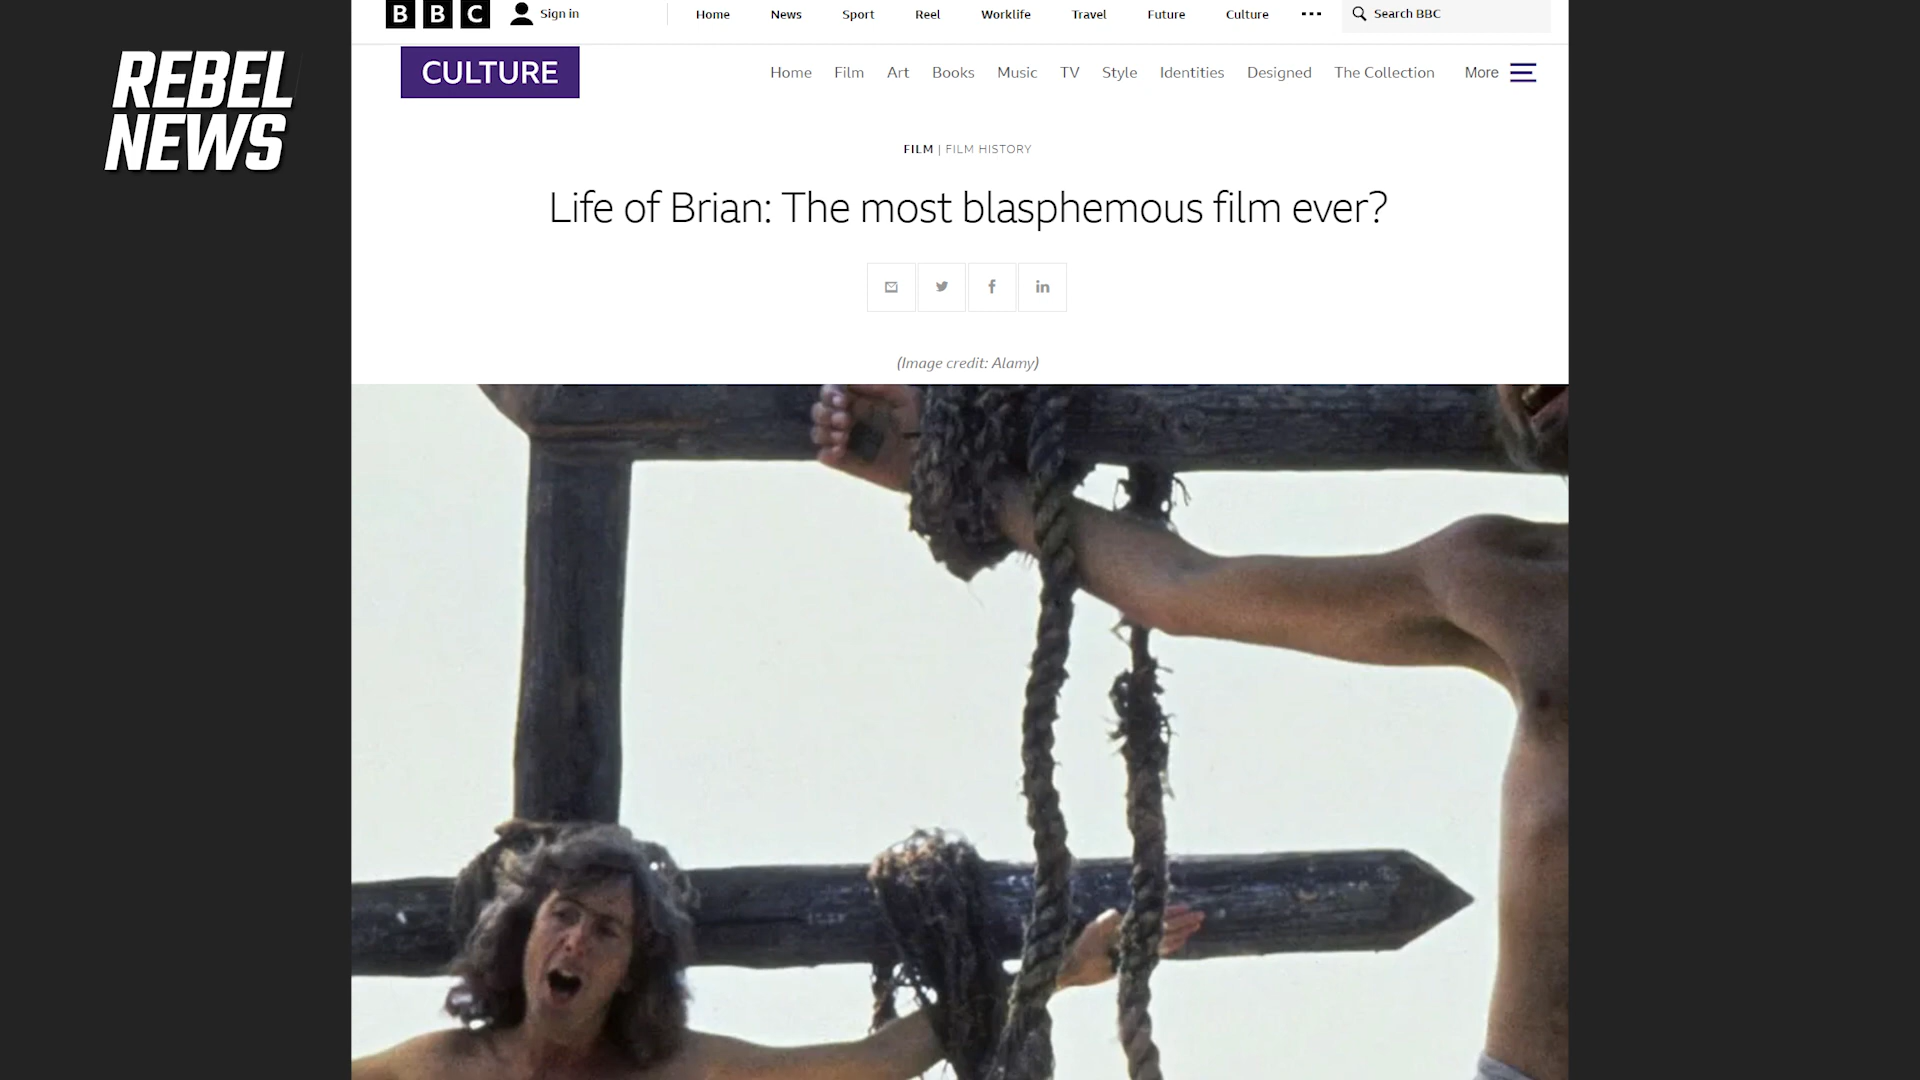 BBC
Sign in
Home
News
Sport
Reel
Worklife
Travel
Future
Culture
Search BBC
REBEL
NEWS
CULTURE
Home
Film
Art
Books
Music
TV
Style
Identities
Designed
The Collection
More
FILM | FILM HISTORY
Life of Brian: The most blasphemous film ever?
(Image credit: Alamy)